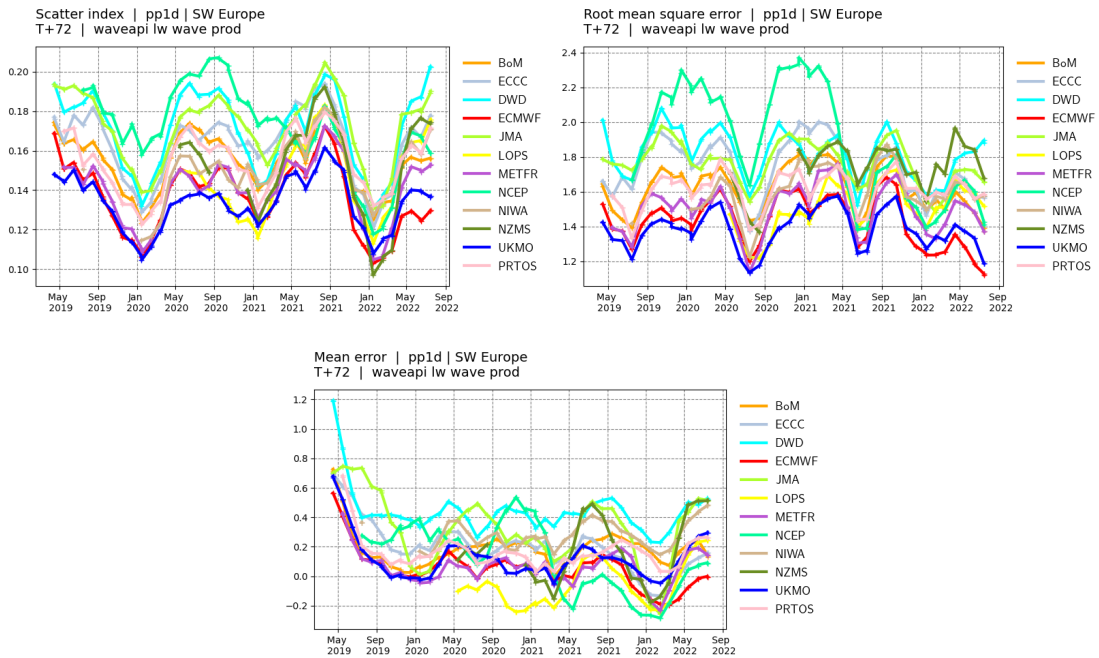 Scatter index | pp1d | SW Europe
T+72 | waveapi lw wave prod
0.20
0.18
0.16
0.14
0.12
0.10
May 2019
Sep 2019
Jan 2020
May 2020
Sep 2020
Jan 2021
May 2021
Sep 2021
Jan 2022
May 2022
Sep 2022
BoM
ECCC
DWD
ECMWF
JMA
LOPS
METFR
NCEP
NIWA
NZMS
UKMO
PRTOS
Root mean square error | pp1d | SW Europe
T+72 | waveapi lw wave prod
2.4
2.2
2.0
1.8
1.6
1.4
1.2
May 2019
Sep 2019
Jan 2020
May 2020
Sep 2020
Jan 2021
May 2021
Sep 2021
Jan 2022
May 2022
Sep 2022
BoM
ECCC
DWD
ECMWF
JMA
LOPS
METFR
NCEP
NIWA
NZMS
UKMO
PRTOS
Mean error | pp1d | SW Europe
T+72 | waveapi lw wave prod
1.2
1.0
0.8
0.6
0.4
0.2
0.0
−0.2
May 2019
Sep 2019
Jan 2020
May 2020
Sep 2020
Jan 2021
May 2021
Sep 2021
Jan 2022
May 2022
Sep 2022
BoM
ECCC
DWD
ECMWF
JMA
LOPS
METFR
NCEP
NIWA
NZMS
UKMO
PRTOS